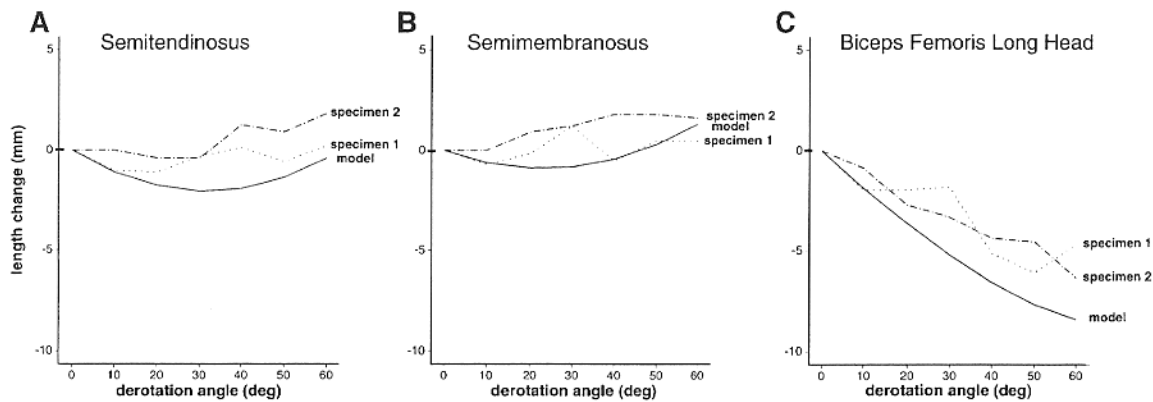 A
Semitendinosus
5
0
-5
-10
length change (mm)
specimen 2
specimen 1
model
0 10 20 30 40 50 60
derotation angle (deg)
B
Semimembranosus
5
0
-5
-10
specimen 2
model
specimen 1
0 10 20 30 40 50 60
derotation angle (deg)
C
Biceps Femoris Long Head
5
0
-5
-10
specimen 1
specimen 2
model
0 10 20 30 40 50 60
derotation angle (deg)